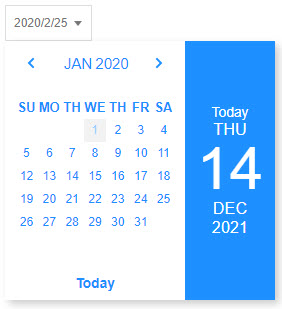 2020/2/25
JAN 2020
SU MO TH WE TH FR SA
1 2 3 4
5 6 7 8 9 10 11
12 13 14 15 16 17 18
19 20 21 22 23 24 25
26 27 28 29 30 31
Today
Today
THU
14
DEC
2021